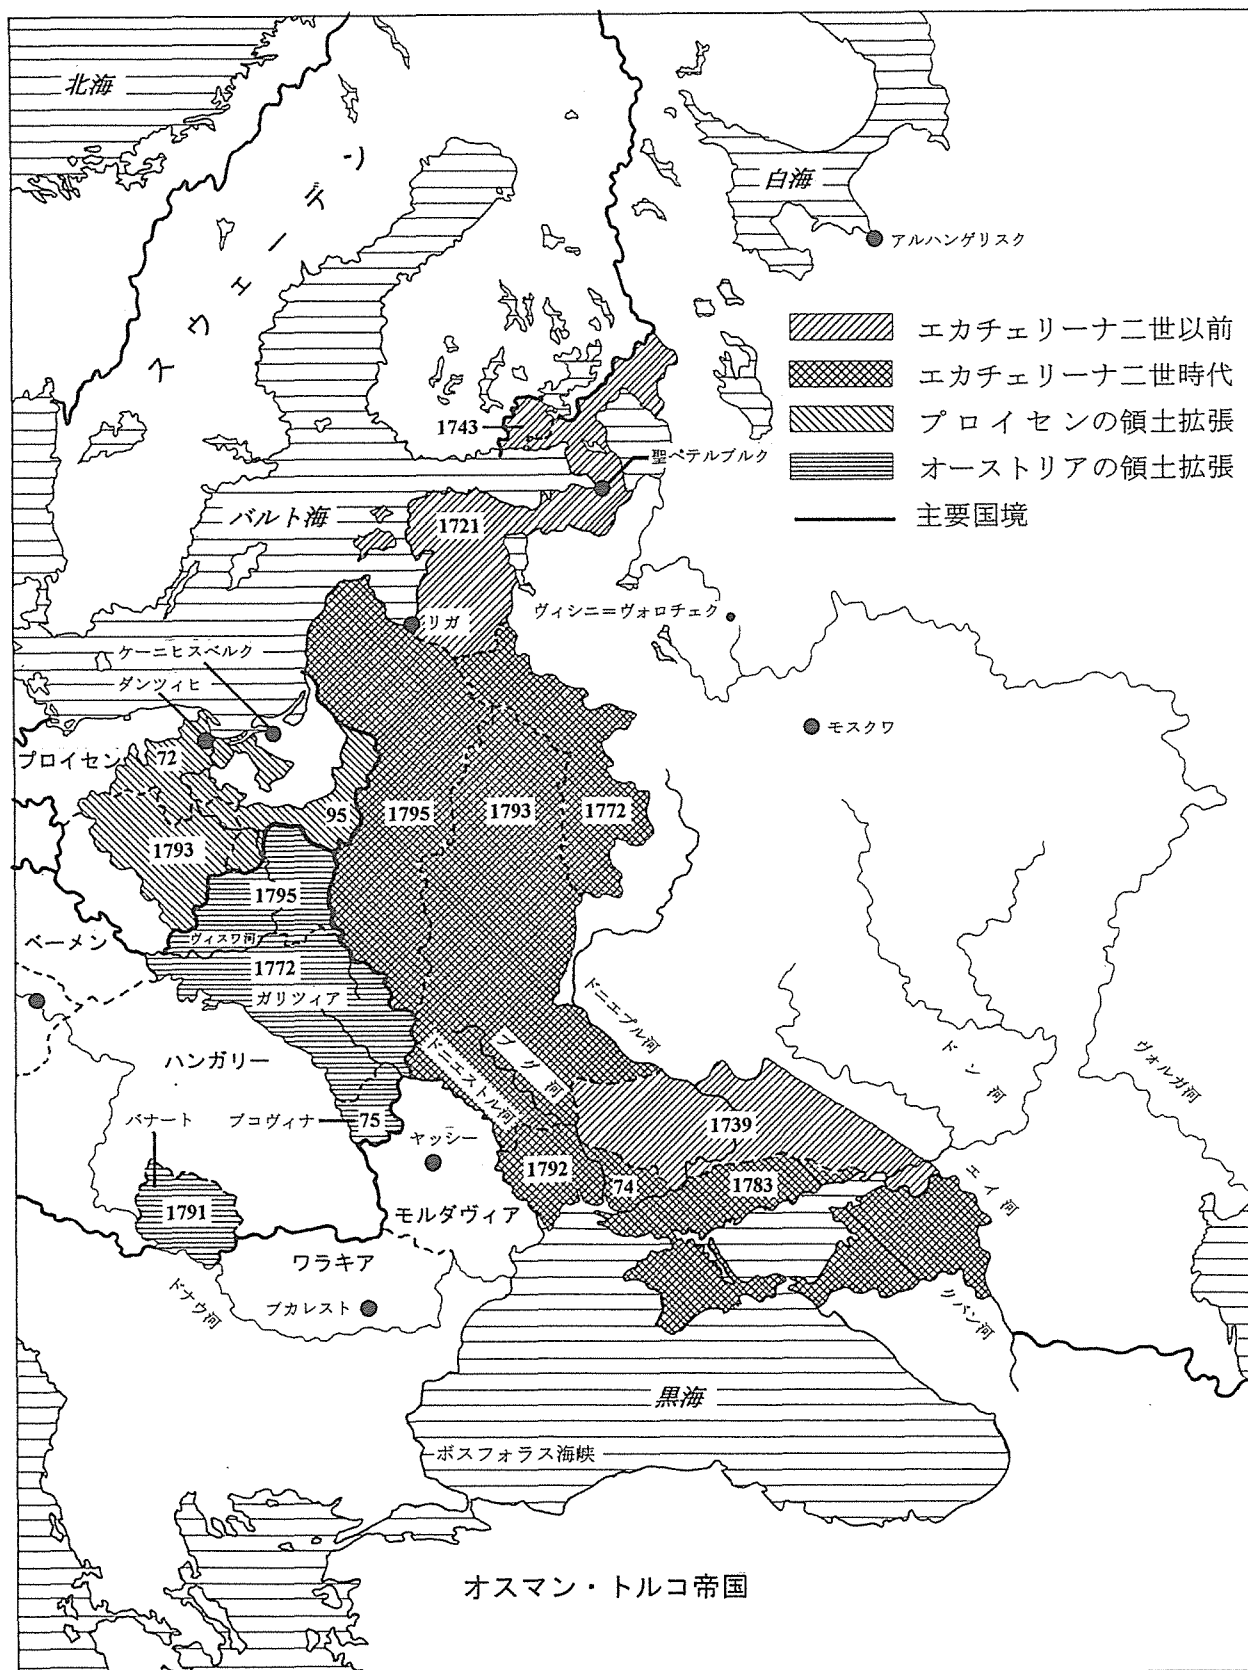 北海
スウェーデン
白海
アルハンゲリスク
エカチェリーナ二世以前
エカチェリーナ二世時代
プロイセンの領土拡張
オーストリアの領土拡張
主要国境
1743
聖ペテルブルク
バルト海
1721
リガ
ヴィシニ=ヴォロチェク
ケーニヒスベルク
ダンツィヒ
モスクワ
プロイセン
72
95
1795
1793
1772
1793
1795
ベーメン
ヴィスワ河
1772
ガリツィア
ドニエプル河
ハンガリー
ドニエストル河
ブグ河
ドン河
ヴォルガ河
バナート
ブコヴィナ
75
ヤッシー
1739
1792
74
1783
エイ河
1791
モルダヴィア
ワラキア
ドナウ河
ブカレスト
クバン河
黒海
ボスフォラス海峡
オスマン・トルコ帝国